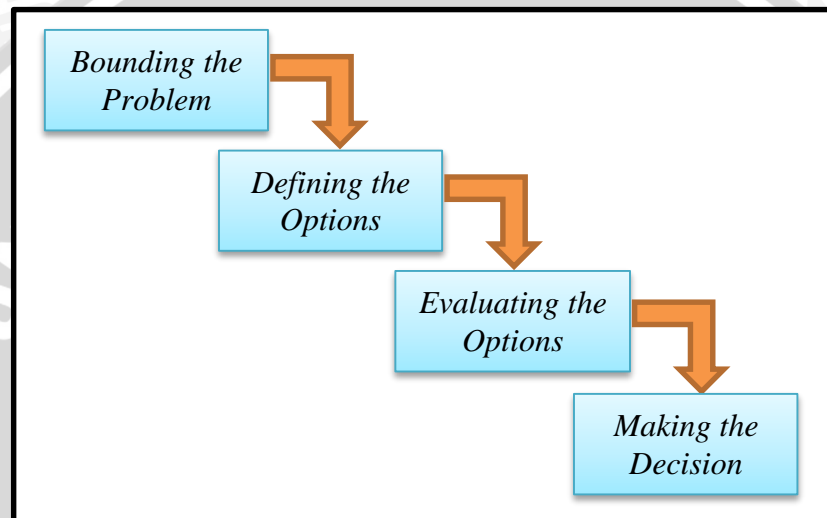 Bounding the
Problem
Defining the
Options
Evaluating the
Options
Making the
Decision